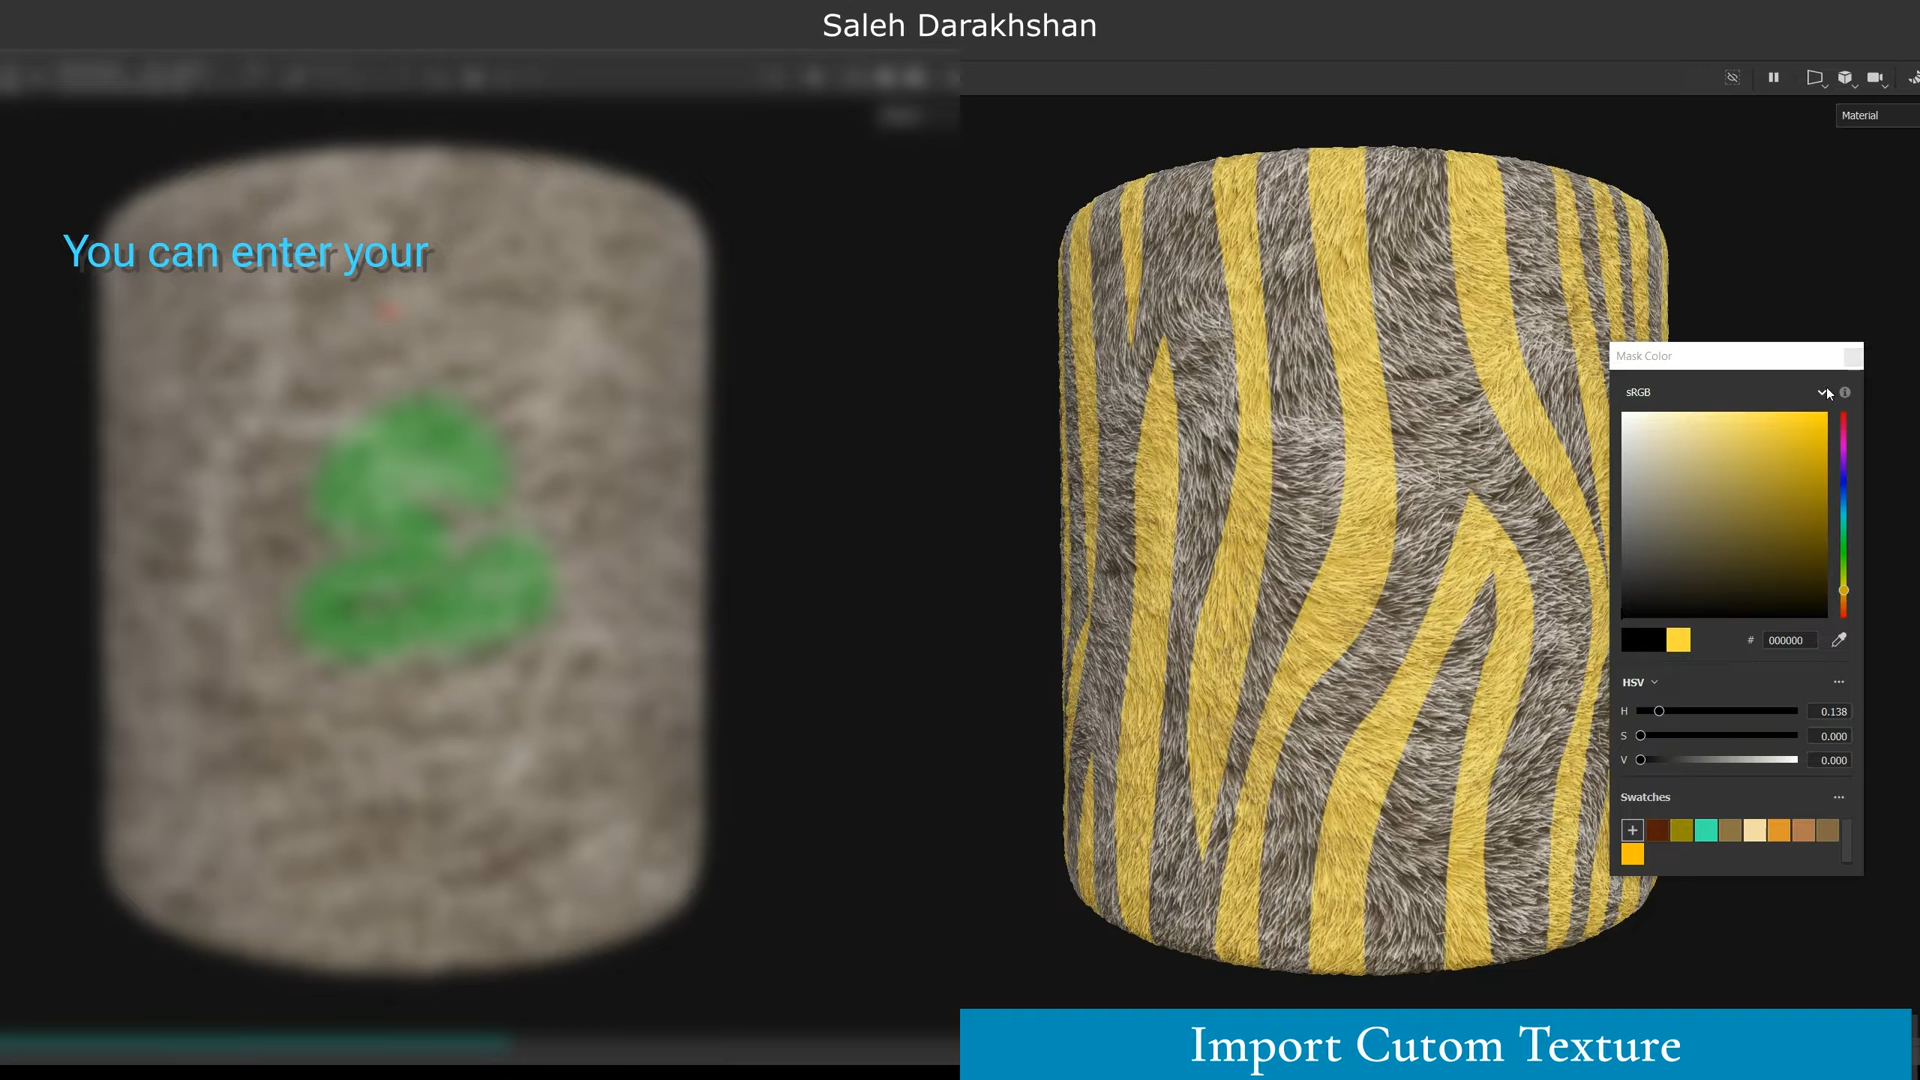 Saleh Darakhshan
Material
You can enter your
Mask Color
sRGB
# 000000
HSV
H 0.138
S 0.000
V 0.000
Swatches
+
Import Cutom Texture